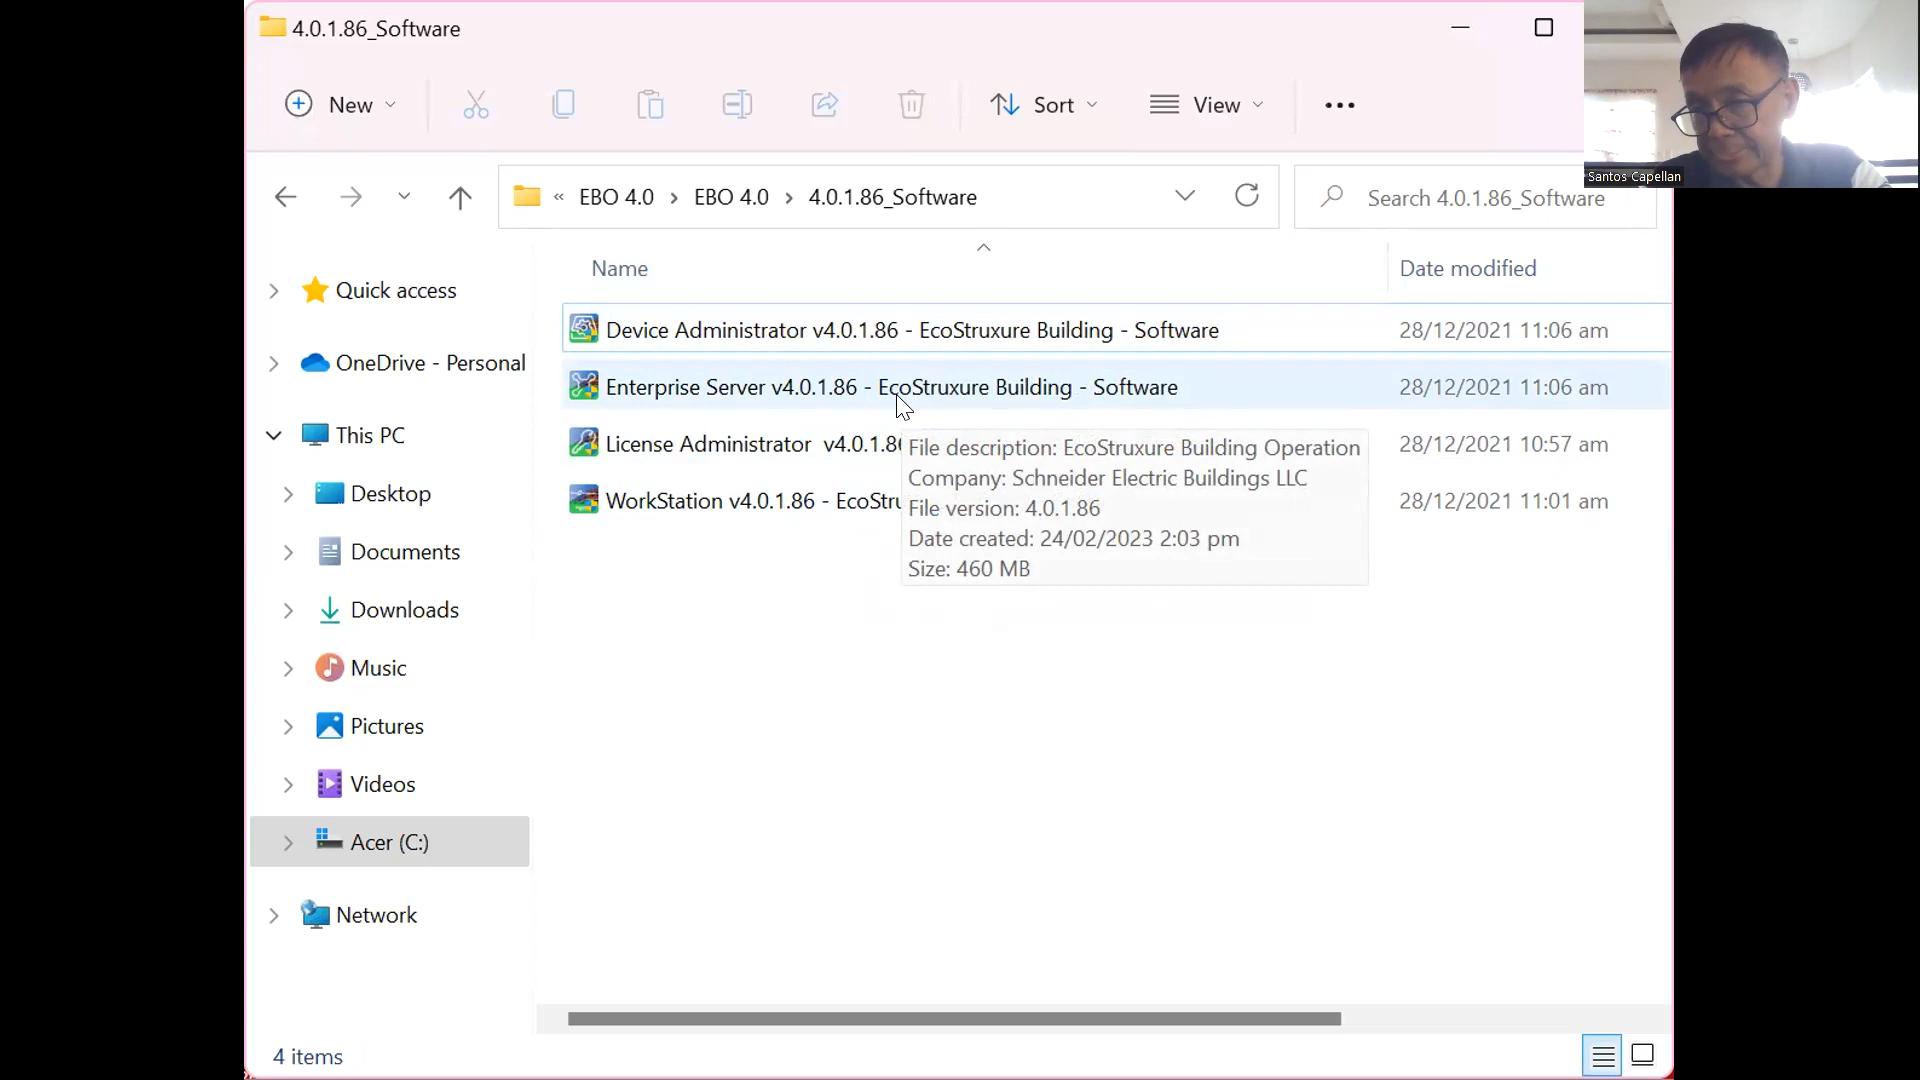 4.0.1.86_Software
New
Sort
View
Santos Capellan
« EBO 4.0 > EBO 4.0 > 4.0.1.86_Software
Search 4.0.1.86_Software
Name
Date modified
Quick access
OneDrive - Personal
This PC
Desktop
Documents
Downloads
Music
Pictures
Videos
Acer (C:)
Network
Device Administrator v4.0.1.86 - EcoStruxure Building - Software 28/12/2021 11:06 am
Enterprise Server v4.0.1.86 - EcoStruxure Building - Software 28/12/2021 11:06 am
License Administrator v4.0.1.86 28/12/2021 10:57 am
WorkStation v4.0.1.86 - EcoStru 28/12/2021 11:01 am
File description: EcoStruxure Building Operation
Company: Schneider Electric Buildings LLC
File version: 4.0.1.86
Date created: 24/02/2023 2:03 pm
Size: 460 MB
4 items